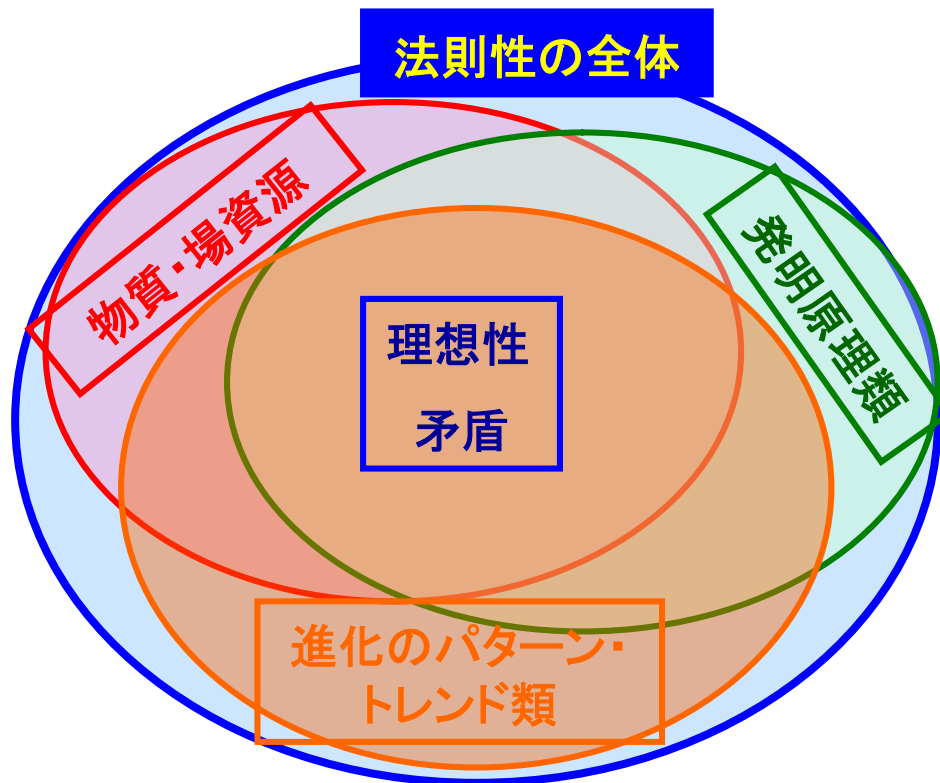 法則性の全体
物質・場資源
発明原理類
理想性
矛盾
進化のパターン・
トレンド類